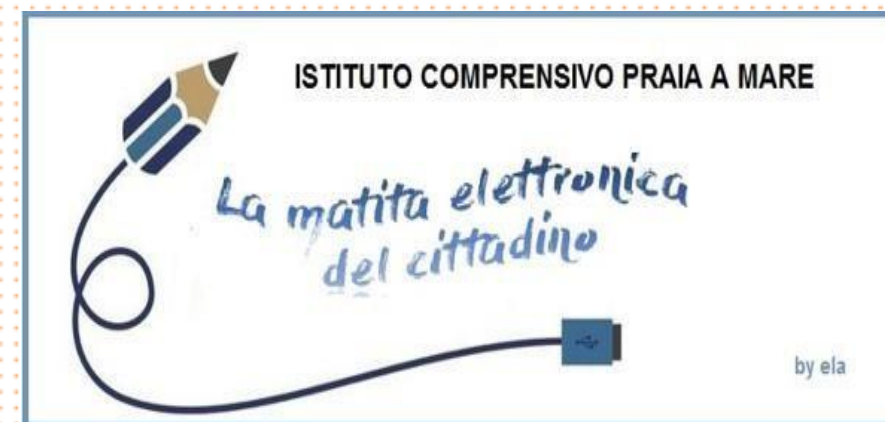 ISTITUTO COMPRENSIVO PRAIA A MARE
La matita elettronica
del cittadino
by ela